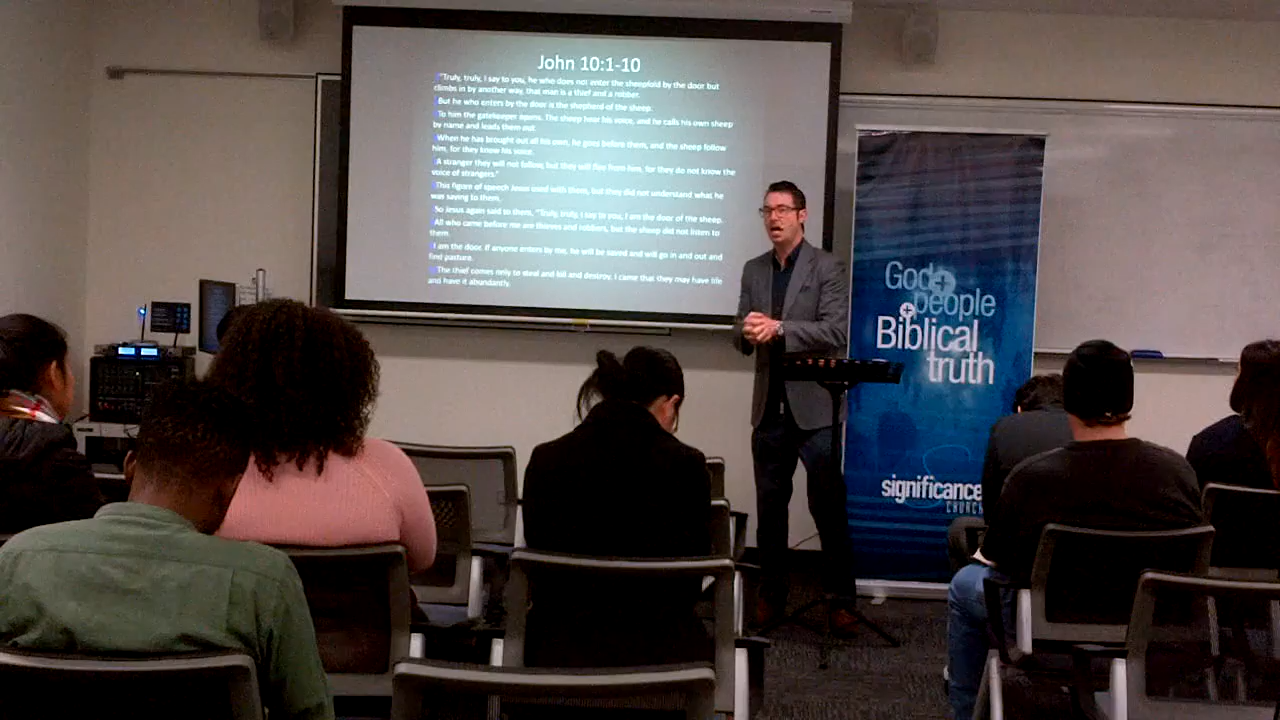 John 10:1-10
"Truly, truly, I say to you, he who does not enter the sheepfold by the door but
climbs in by another way, that man is a thief and a robber.
But he who enters by the door is the shepherd of the sheep.
To him the gatekeeper opens. The sheep hear his voice, and he calls his own sheep
by name and leads them out.
When he has brought out all his own, he goes before them, and the sheep follow
him, for they know his voice.
A stranger they will not follow, but they will flee from him, for they do not know the
voice of strangers."
This figure of speech Jesus used with them, but they did not understand what he
was saying to them.
So Jesus again said to them, "Truly, truly, I say to you, I am the door of the sheep.
All who came before me are thieves and robbers, but the sheep did not listen to
them.
I am the door. If anyone enters by me, he will be saved and will go in and out and
find pasture.
The thief comes only to steal and kill and destroy. I came that they may have life
and have it abundantly.
God+
people
+
Biblical
truth
significance
CHURCH